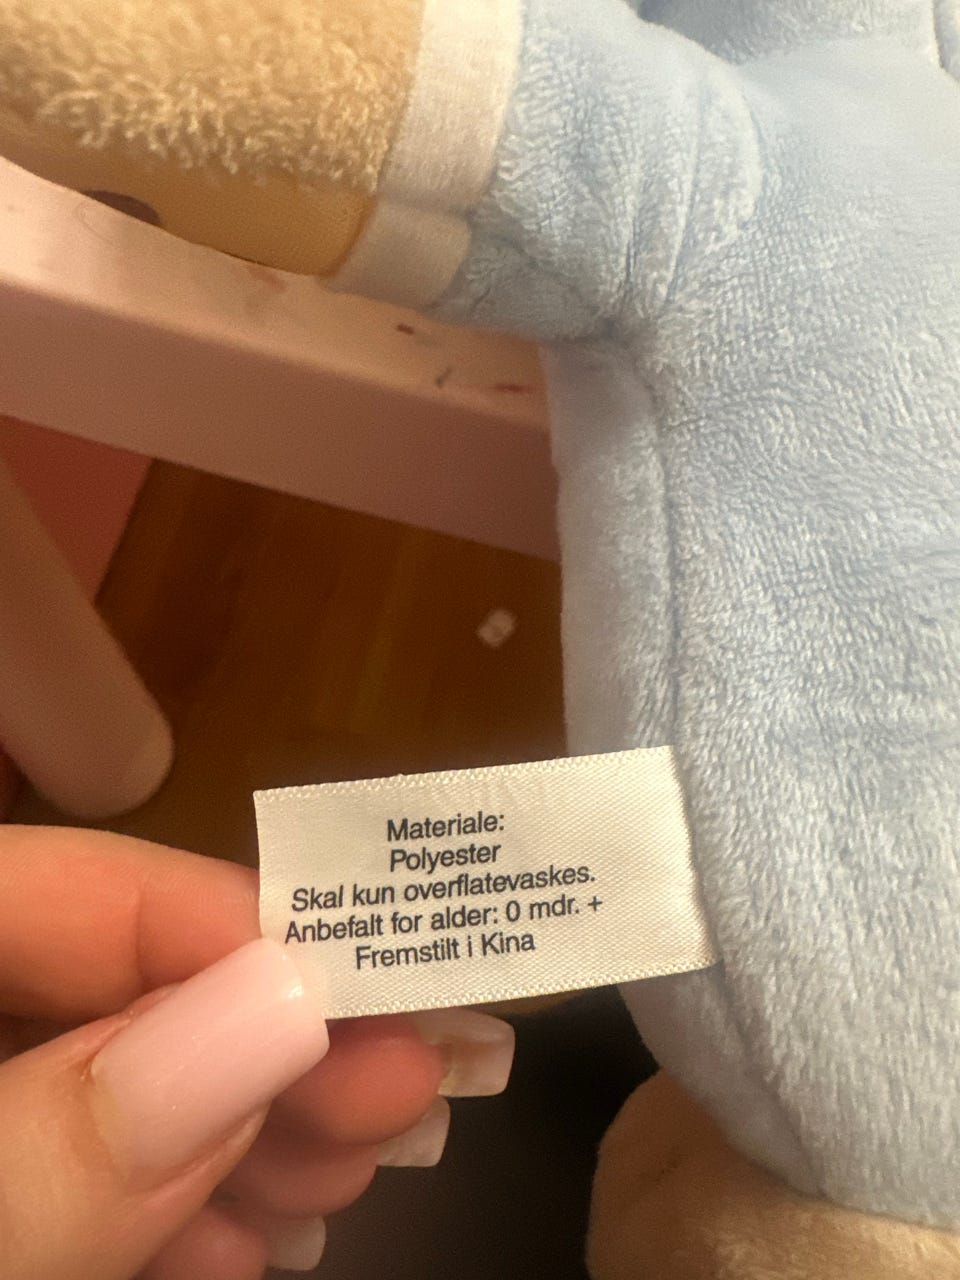 Materiale:
Polyester
Skal kun overflatevaskes.
Anbefalt for alder: 0 mdr. +
Fremstilt i Kina